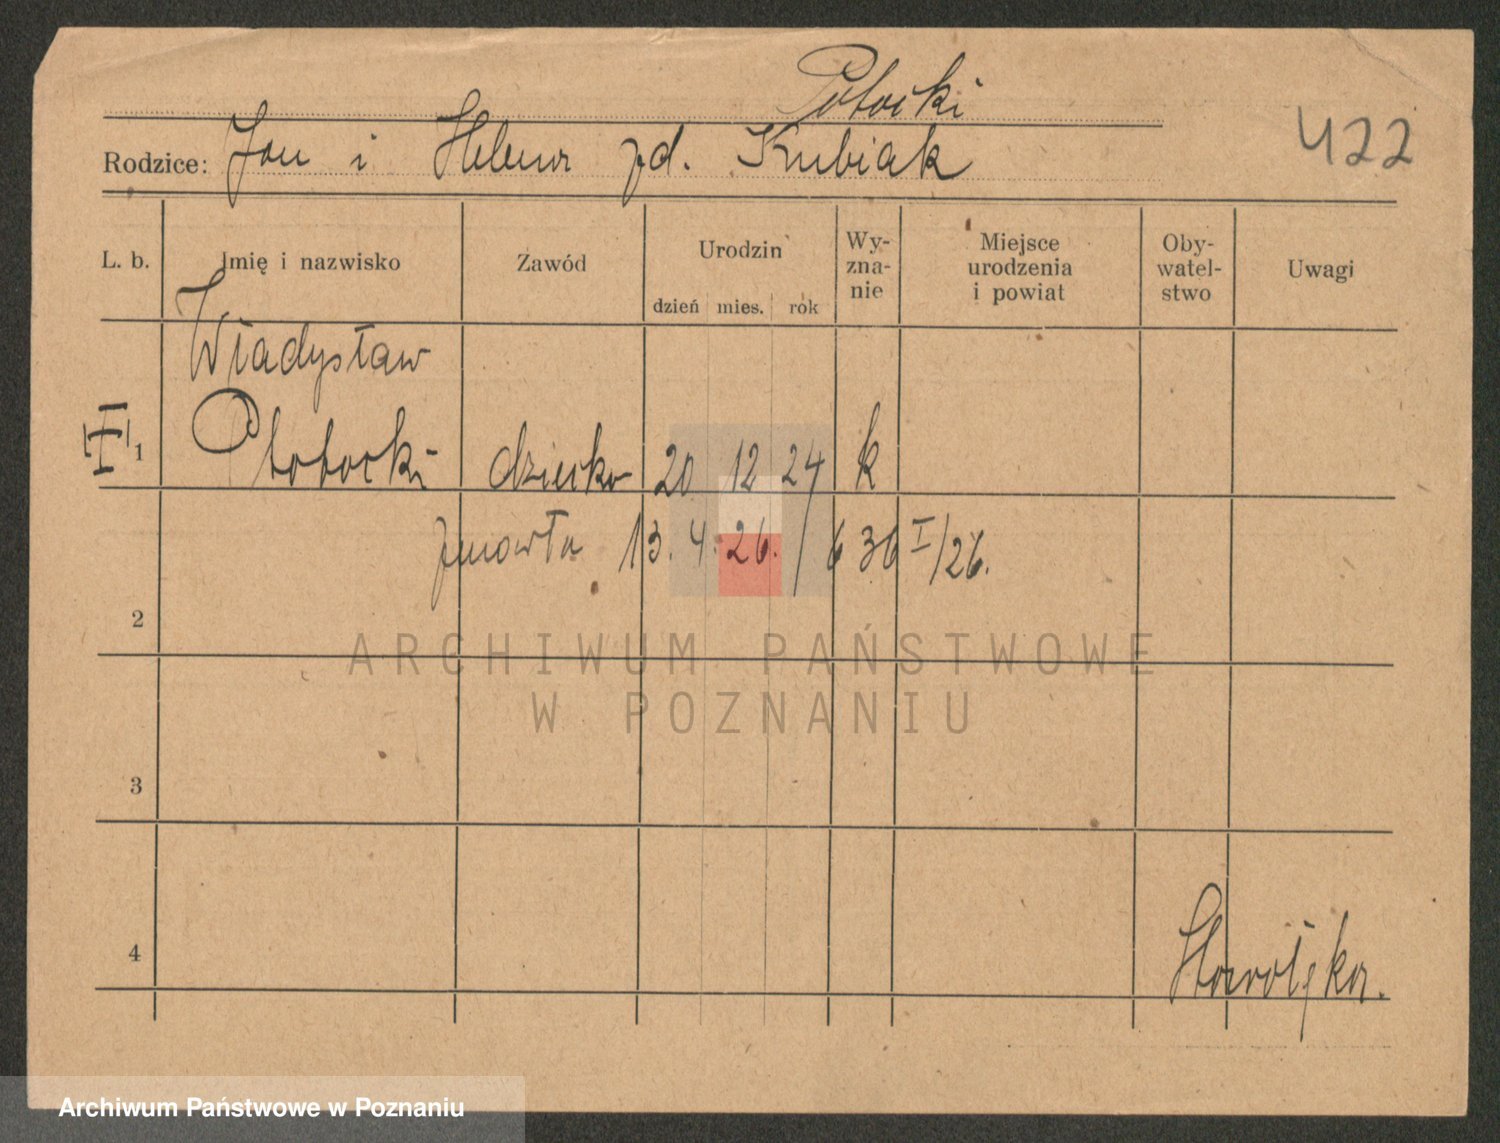 Potocki
Rodzice: Jan i Helena zd. Kubiak
422
L. b. Imię i nazwisko Zawód Urodzin dzień mies. rok Wy-
zna-
nie Miejsce
urodzenia
i powiat Oby-
watel-
stwo Uwagi
Władysław
1 Potocki dziecko 20 12 24 k
zmarła 13. 4. 26. / 636 I/26.
2
ARCHIWUM PAŃSTWOWE
W POZNANIU
3
4
Archiwum Państwowe w Poznaniu